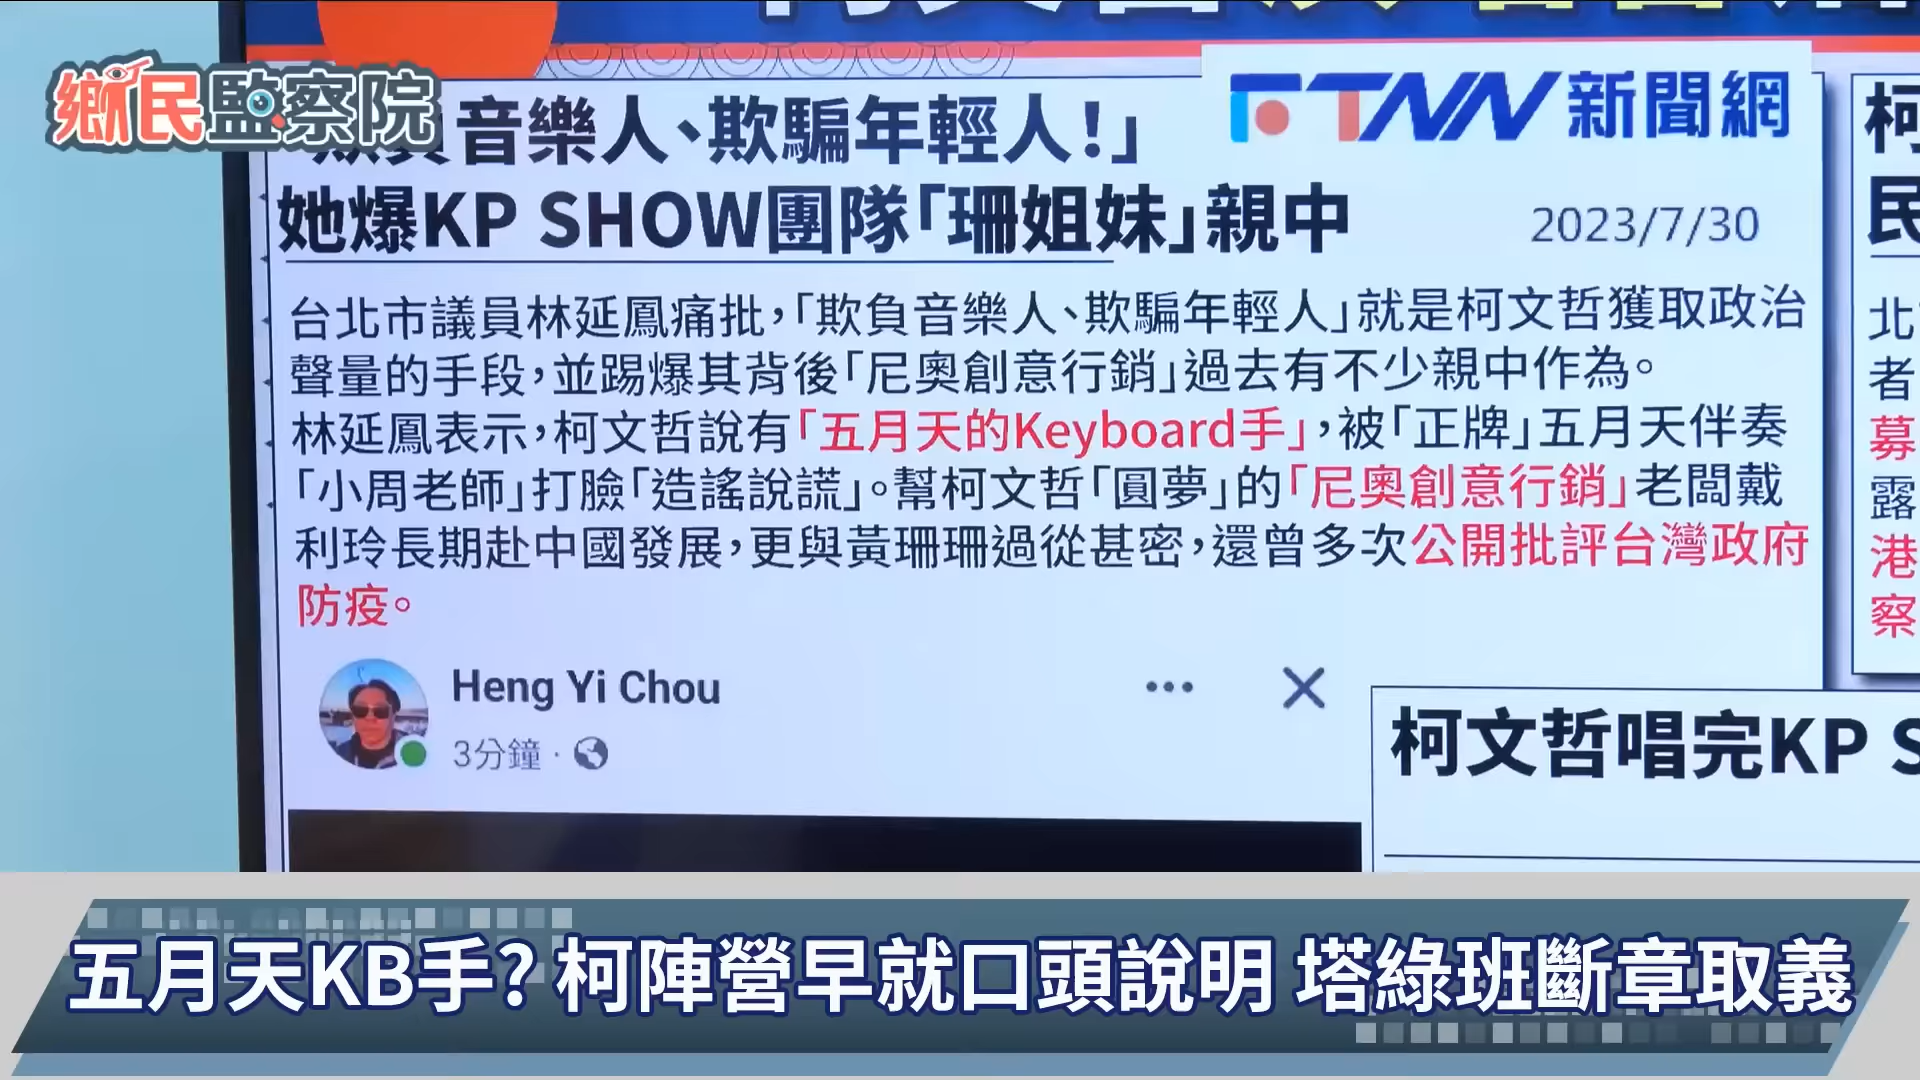 鄉民監察院
音樂人、欺騙年輕人!」
FTNN 新聞網
她爆KP SHOW團隊「珊姐妹」親中
2023/7/30
台北市議員林延鳳痛批,「欺負音樂人、欺騙年輕人」就是柯文哲獲取政治
聲量的手段,並踢爆其背後「尼奧創意行銷」過去有不少親中作為。
林延鳳表示,柯文哲說有「五月天的Keyboard手」,被「正牌」五月天伴奏
「小周老師」打臉「造謠說謊」。幫柯文哲「圓夢」的「尼奧創意行銷」老闆戴
利玲長期赴中國發展,更與黃珊珊過從甚密,還曾多次公開批評台灣政府
防疫。
Heng Yi Chou
3分鐘
柯
民
北
者
募
露
港
察
柯文哲唱完KP S
五月天KB手? 柯陣營早就口頭說明 塔綠班斷章取義